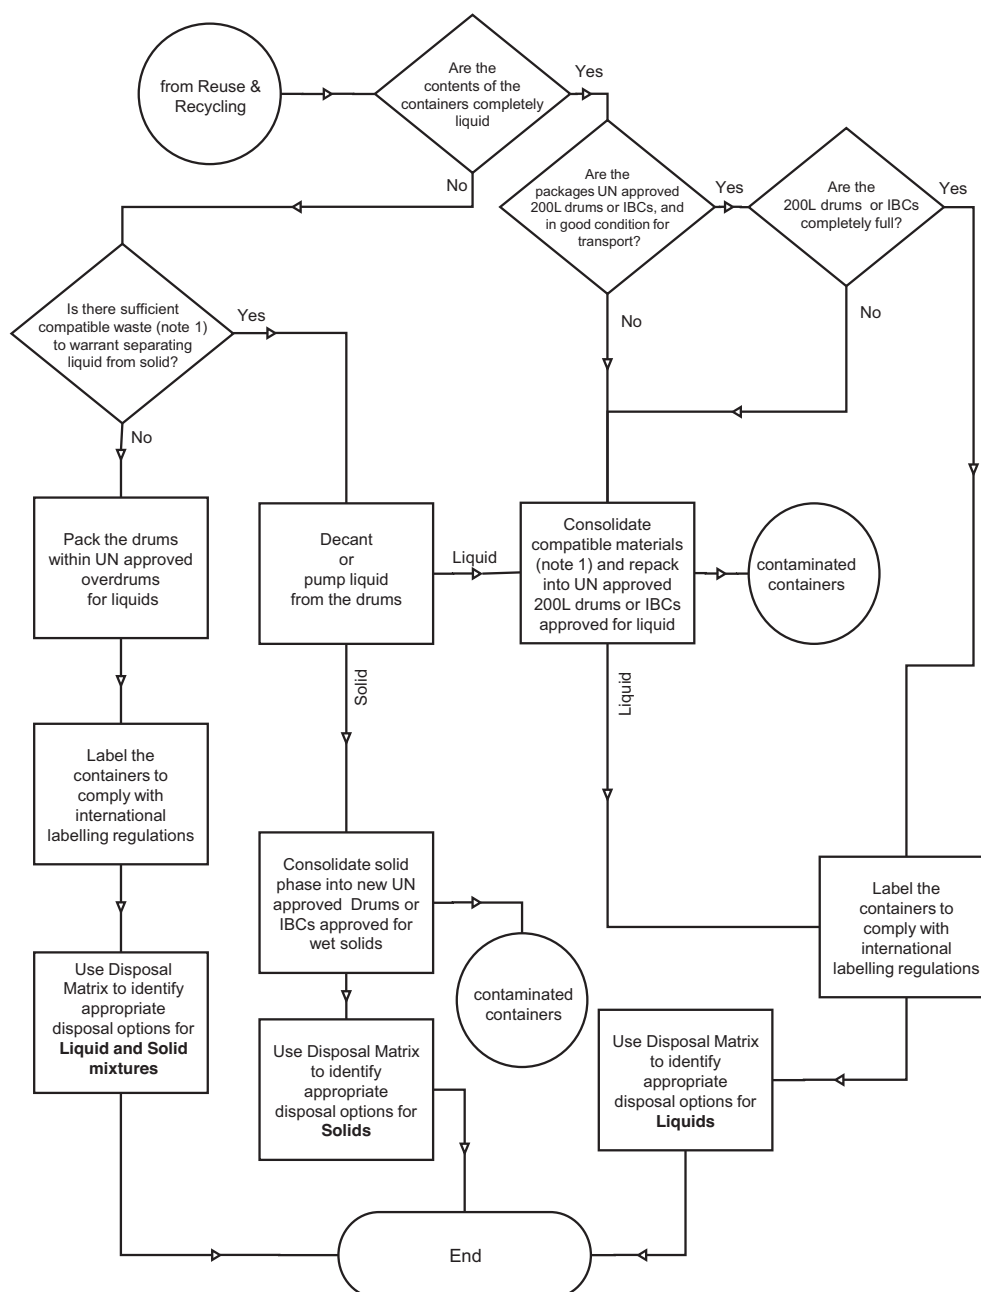 from Reuse &
Recycling
Are the
contents of the
containers completely
liquid
Yes
No
Are the
packages UN approved
200L drums or IBCs, and
in good condition for
transport?
Yes
No
Are the
200L drums or IBCs
completely full?
Yes
No
Is there sufficient
compatible waste (note 1)
to warrant separating
liquid from solid?
Yes
No
Pack the drums
within UN approved
overdrums
for liquids
Decant
or
pump liquid
from the drums
Liquid
Solid
Consolidate
compatible materials
(note 1) and repack
into UN approved
200L drums or IBCs
approved for liquid
Liquid
contaminated
containers
Label the
containers to
comply with
international
labelling regulations
Consolidate solid
phase into new UN
approved Drums or
IBCs approved for
wet solids
contaminated
containers
Label the
containers to
comply with
international
labelling regulations
Use Disposal
Matrix to identify
appropriate
disposal options for
Liquid and Solid
mixtures
Use Disposal Matrix
to identify
appropriate
disposal options for
Solids
Use Disposal Matrix
to identify
appropriate
disposal options for
Liquids
End